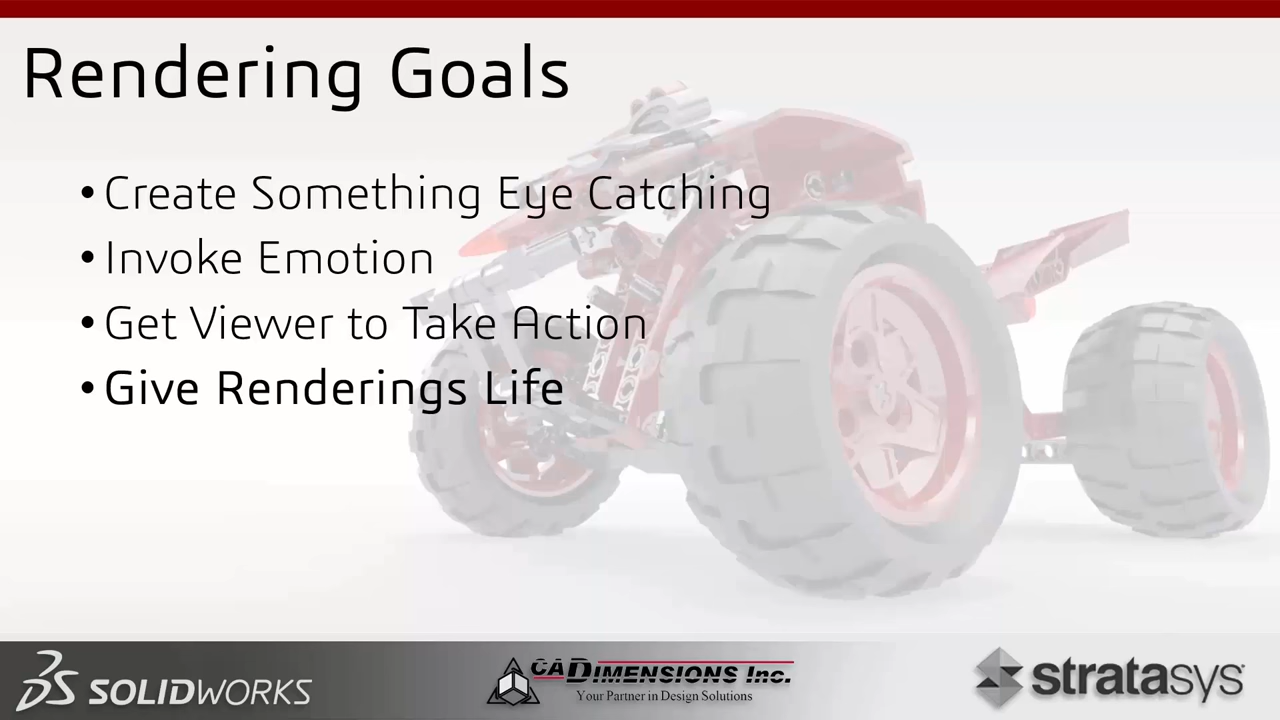 Rendering Goals
• Create Something Eye Catching
• Invoke Emotion
• Get Viewer to Take Action
• Give Renderings Life
SOLIDWORKS
CADIMENSIONS INC.
Your Partner in Design Solutions
stratasys